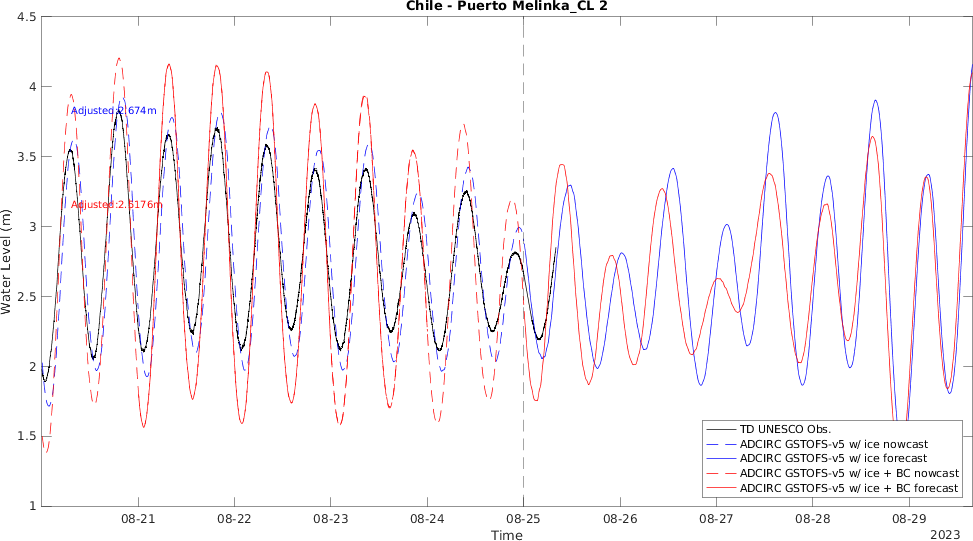 Chile - Puerto Melinka_CL 2
4.5
4
3.5
3
2.5
2
1.5
1
Water Level (m)
Adjusted:2.674m
Adjusted:2.5176m
08-21
08-22
08-23
08-24
08-25
08-26
08-27
08-28
08-29
Time
2023
TD UNESCO Obs.
ADCIRC GSTOFS-v5 w/ ice nowcast
ADCIRC GSTOFS-v5 w/ ice forecast
ADCIRC GSTOFS-v5 w/ ice + BC nowcast
ADCIRC GSTOFS-v5 w/ ice + BC forecast